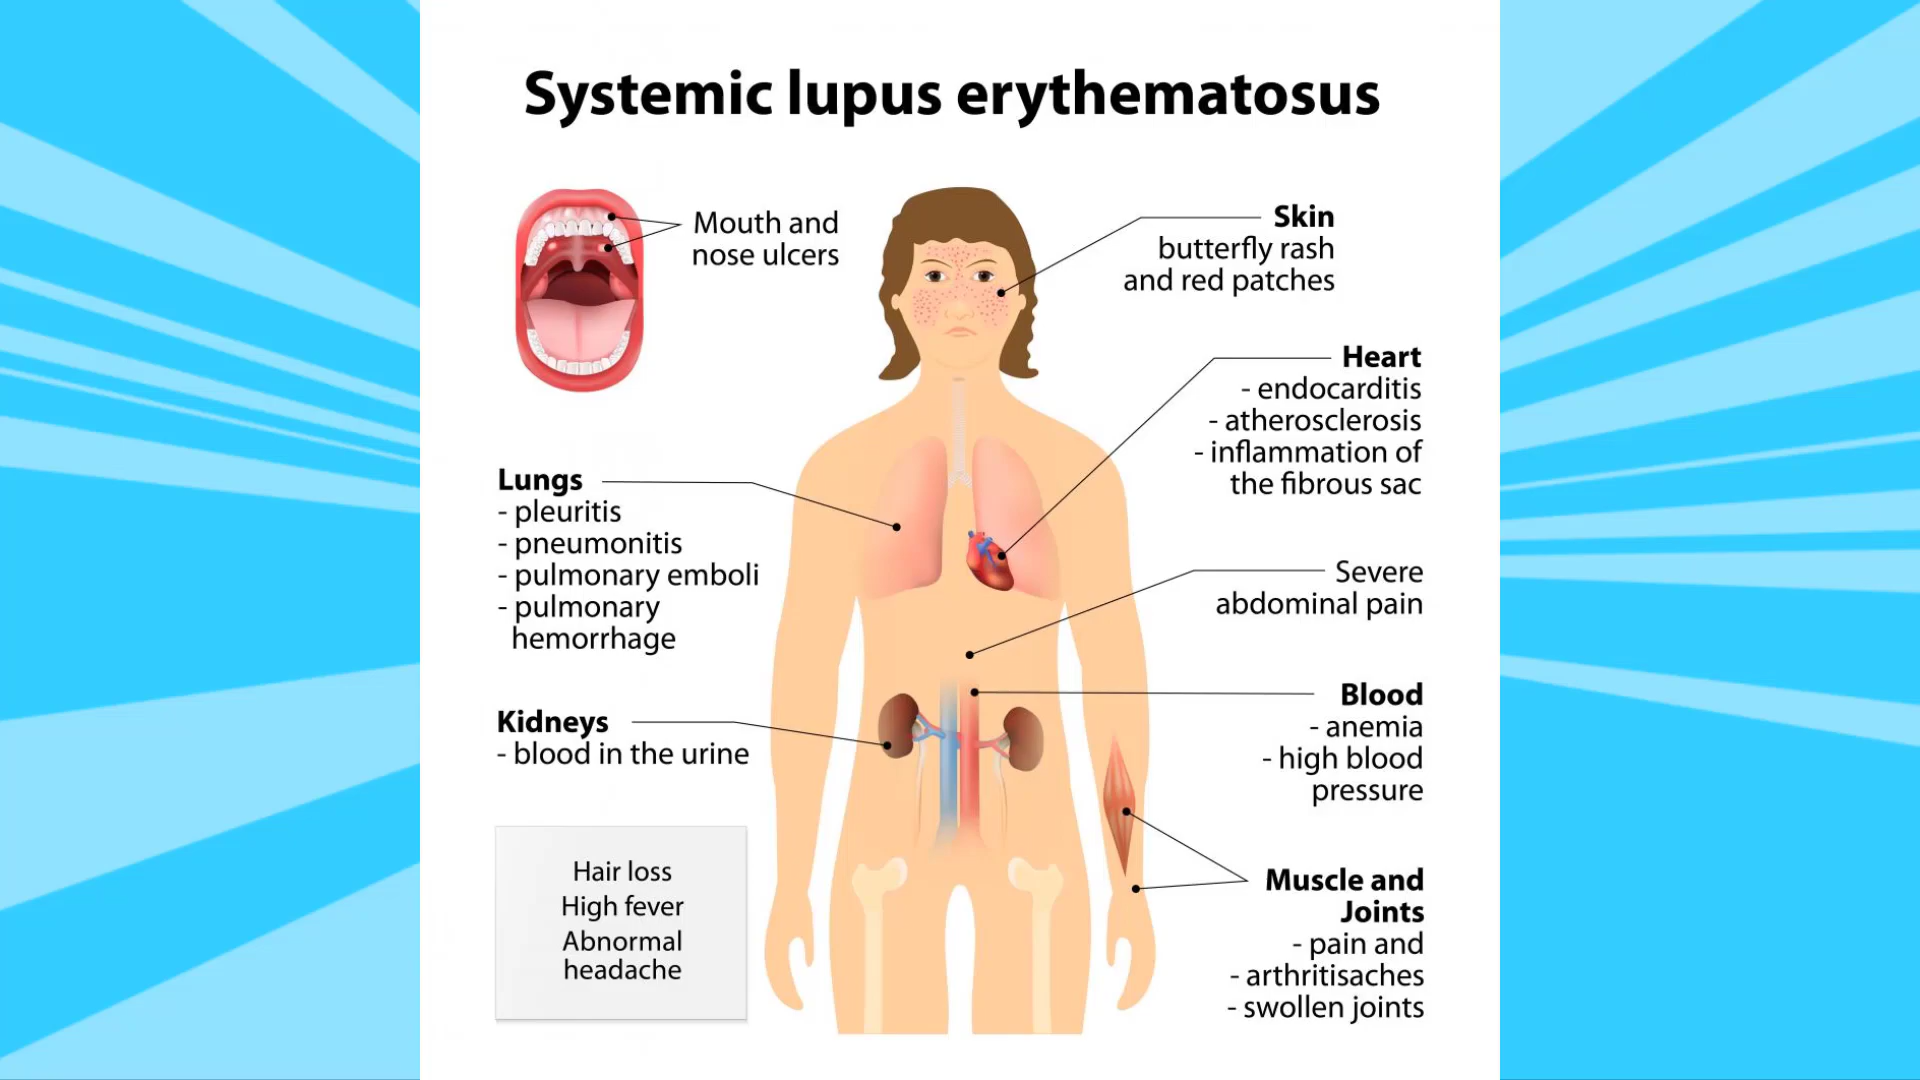 Systemic lupus erythematosus
Mouth and
nose ulcers
Skin
butterfly rash
and red patches
Heart
- endocarditis
- atherosclerosis
- inflammation of
the fibrous sac
Lungs
- pleuritis
- pneumonitis
- pulmonary emboli
- pulmonary
hemorrhage
Severe
abdominal pain
Kidneys
- blood in the urine
Blood
- anemia
- high blood
pressure
Hair loss
High fever
Abnormal
headache
Muscle and
Joints
- pain and
- arthritisaches
- swollen joints